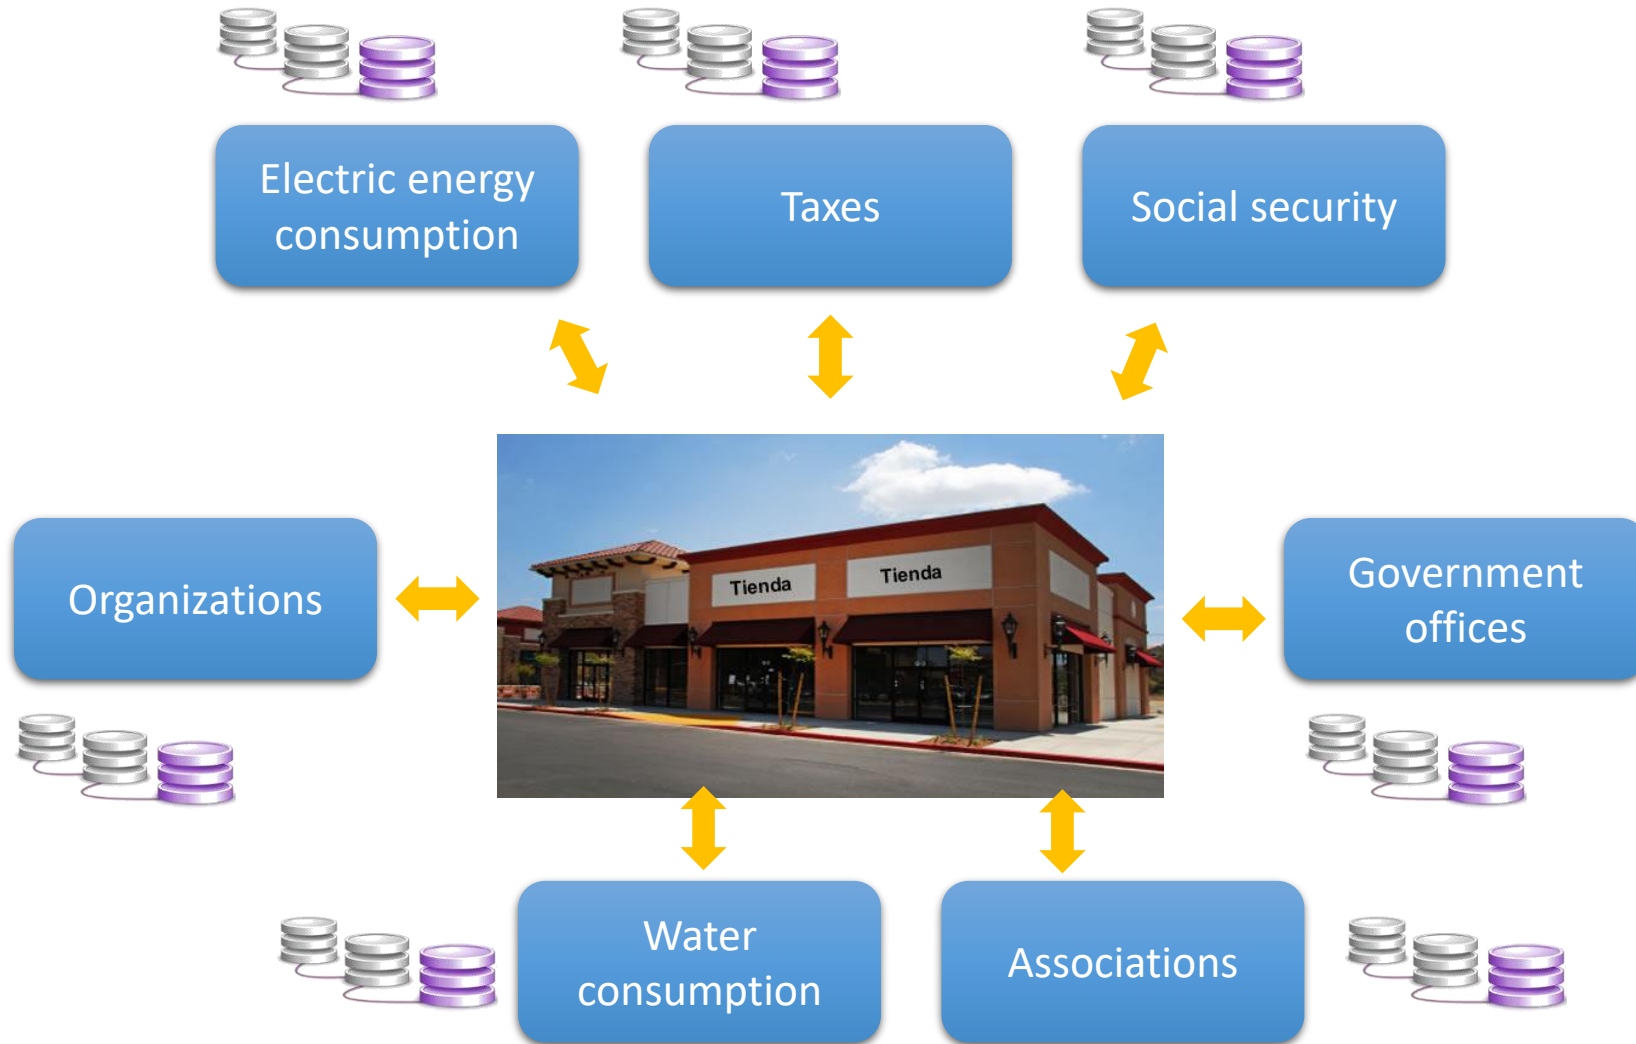 Electric energy
consumption
Taxes
Social security
Organizations
Tienda
Tienda
Government
offices
Water
consumption
Associations